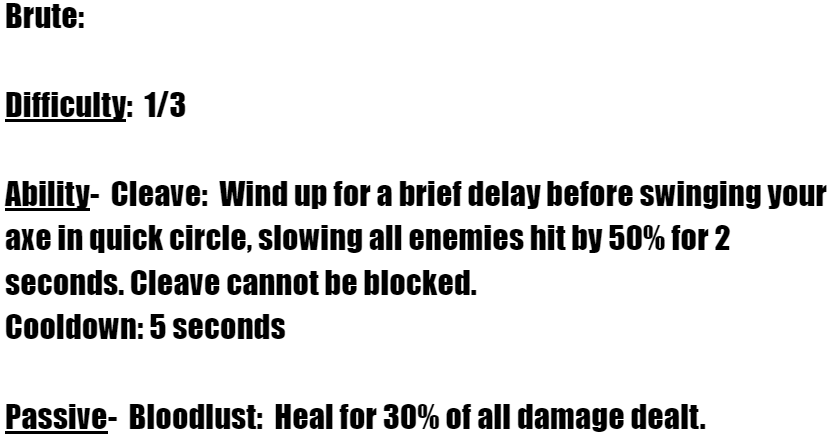 Brute:
Difficulty:  1/3
Ability-  Cleave:  Wind up for a brief delay before swinging your
axe in quick circle, slowing all enemies hit by 50% for 2
seconds. Cleave cannot be blocked.
Cooldown: 5 seconds
Passive-  Bloodlust:  Heal for 30% of all damage dealt.